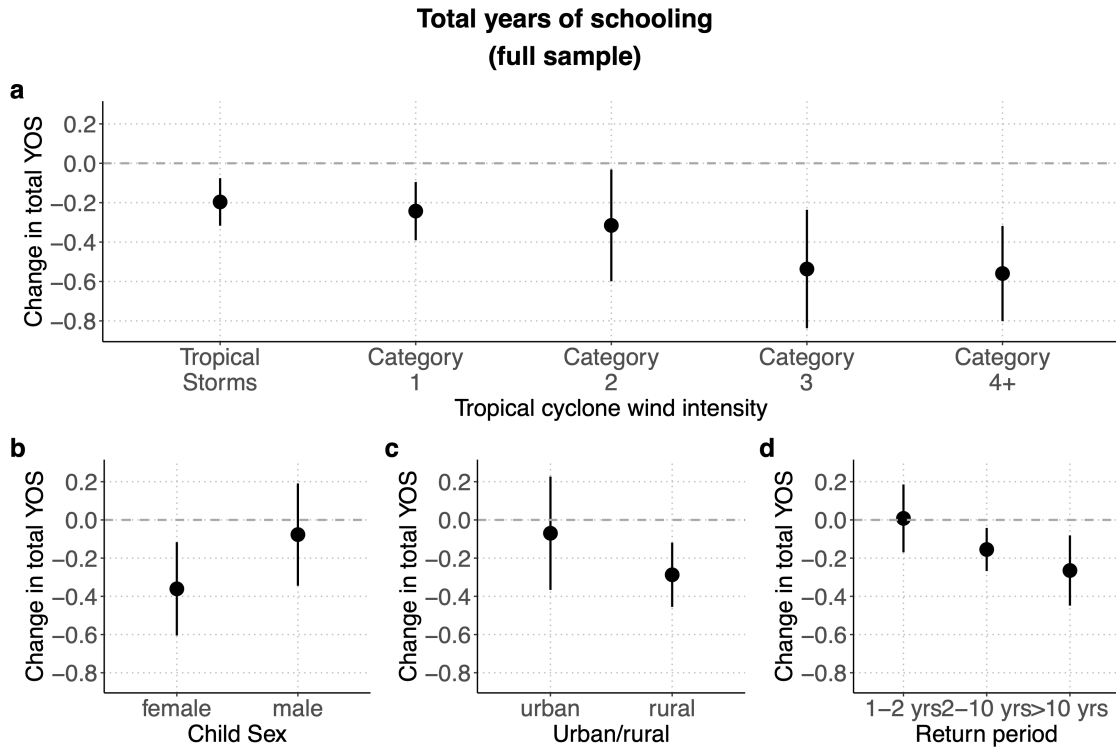 Total years of schooling
(full sample)
a
Change in total YOS
0.2
0.0
−0.2
−0.4
−0.6
−0.8
Tropical Storms
Category 1
Category 2
Category 3
Category 4+
Tropical cyclone wind intensity
b
Change in total YOS
0.2
0.0
−0.2
−0.4
−0.6
−0.8
female male
Child Sex
c
Change in total YOS
0.2
0.0
−0.2
−0.4
−0.6
−0.8
urban rural
Urban/rural
d
Change in total YOS
0.2
0.0
−0.2
−0.4
−0.6
−0.8
1−2 yrs2−10 yrs>10 yrs
Return period